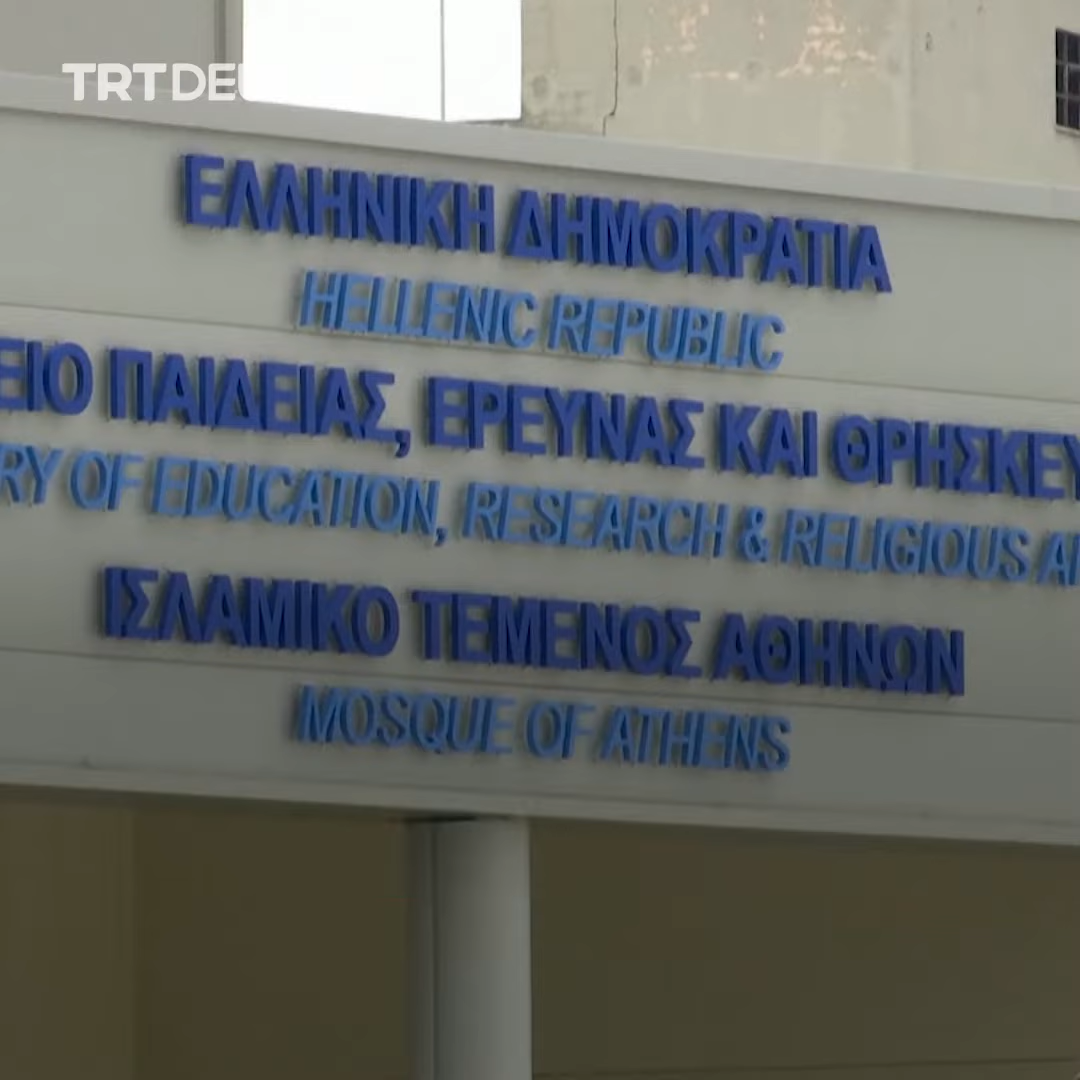 TRT DEU
ΕΛΛΗΝΙΚΗ ΔΗΜΟΚΡΑΤΙΑ
HELLENIC REPUBLIC
ΕΙΟ ΠΑΙΔΕΙΑΣ, ΕΡΕΥΝΑΣ ΚΑΙ ΘΡΗΣΚΕΥ
RY OF EDUCATION, RESEARCH & RELIGIOUS AF
ΙΣΛΑΜΙΚΟ ΤΕΜΕΝΟΣ ΑΘΗΝΩΝ
MOSQUE OF ATHENS